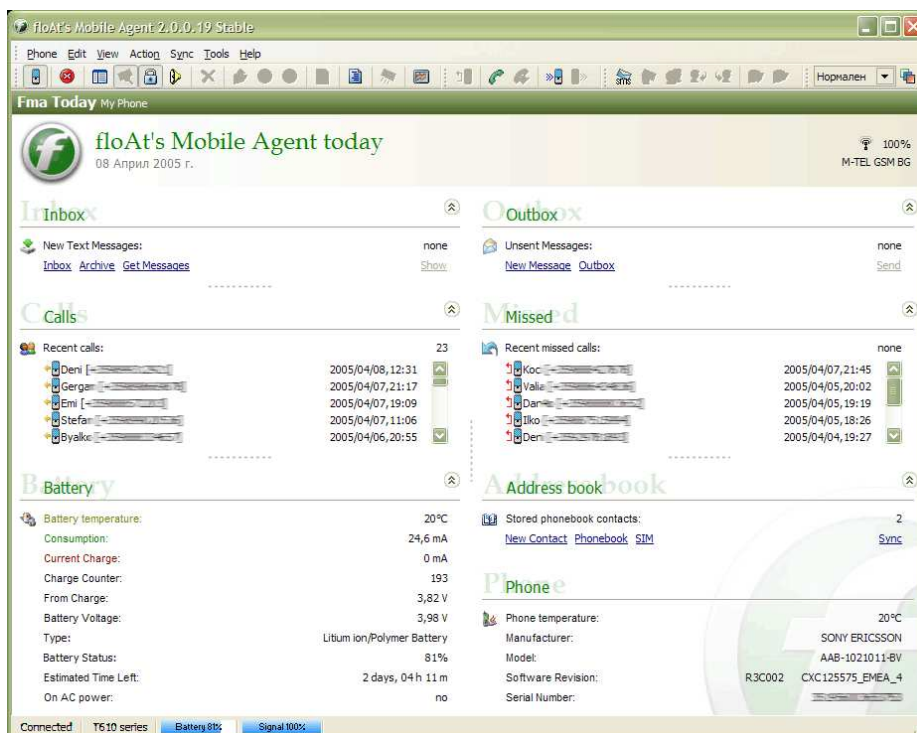 floAt's Mobile Agent 2.0.0.19 Stable
Phone Edit View Action Sync Tools Help
sms Нормален
Fma Today My Phone
floAt's Mobile Agent today
08 Април 2005 г.
100%
M-TEL GSM BG
Inbox
New Text Messages: none
Inbox Archive Get Messages Show
Outbox
Unsent Messages: none
New Message Outbox Send
Calls
Recent calls: 23
Deni 2005/04/08,12:31
Gergan 2005/04/07,21:17
Emi 2005/04/07,19:09
Stefan 2005/04/07,11:06
Byalko 2005/04/06,20:55
Missed
Recent missed calls: none
2005/04/07,21:45
2005/04/05,20:02
2005/04/05,19:19
Ilko 2005/04/05,18:26
2005/04/04,19:27
Battery
Battery temperature: 20°C
Consumption: 24,6 mA
Current Charge: 0 mA
Charge Counter: 193
From Charge: 3,82 V
Battery Voltage: 3,98 V
Type: Litium ion/Polymer Battery
Battery Status: 81%
Estimated Time Left: 2 days, 04 h 11 m
On AC power: no
Address book
Stored phonebook contacts: 2
New Contact Phonebook SIM Sync
Phone
Phone temperature: 20°C
Manufacturer: SONY ERICSSON
Model: AAB-1021011-BV
Software Revision: R3C002 CXC125575_EMEA_4
Serial Number:
Connected T610 series Battery 81% Signal 100%